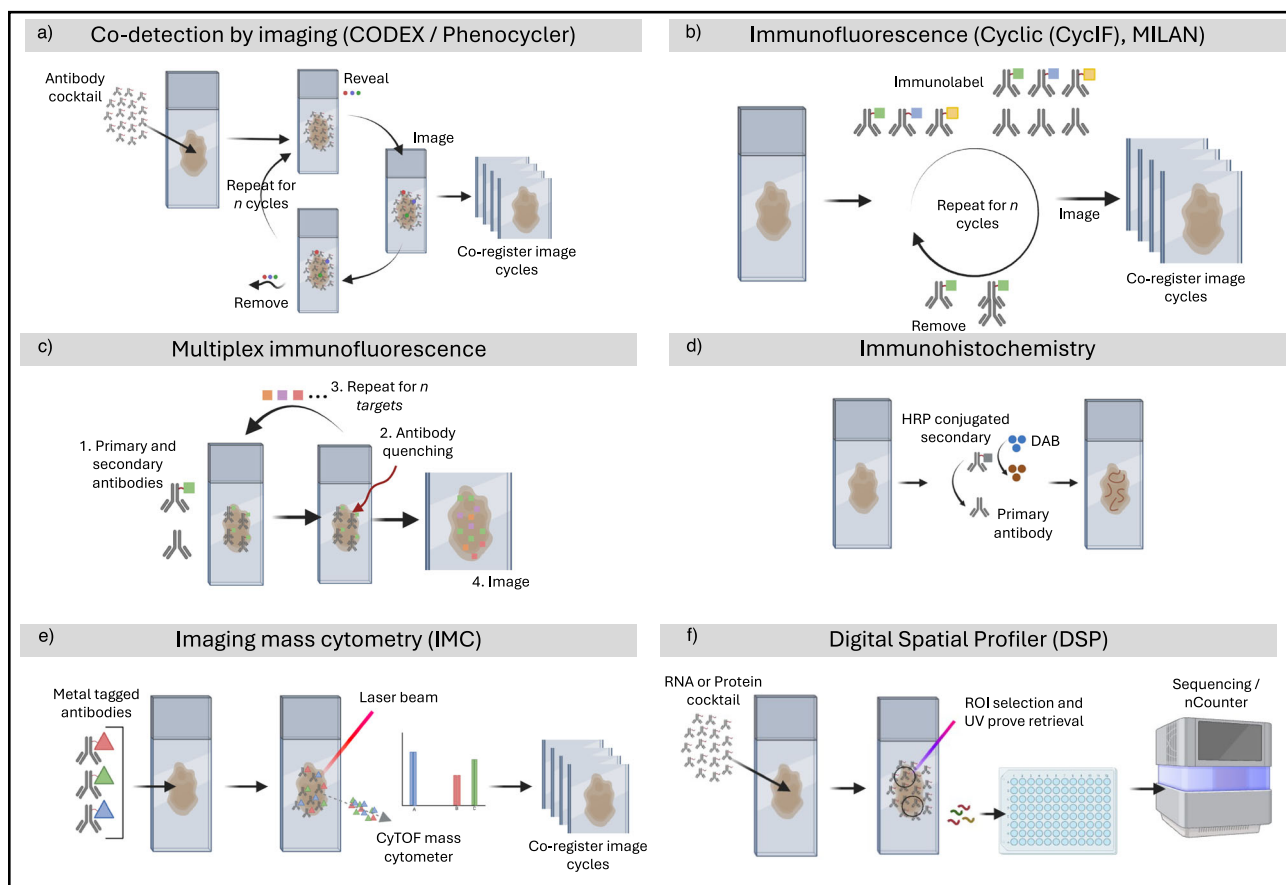 a)
Co-detection by imaging (CODEX / Phenocycler)
Antibody
cocktail
Reveal
Image
Repeat for
n cycles
Remove
Co-register image
cycles
b)
Immunofluorescence (Cyclic (CycIF), MILAN)
Immunolabel
Repeat for n
cycles
Image
Remove
Co-register image
cycles
c)
Multiplex immunofluorescence
3. Repeat for n
targets
1. Primary and
secondary
antibodies
2. Antibody
quenching
4. Image
d)
Immunohistochemistry
HRP conjugated
secondary
DAB
Primary
antibody
e)
Imaging mass cytometry (IMC)
Metal tagged
antibodies
Laser beam
A
B
C
CyTOF mass
cytometer
Co-register image
cycles
f)
Digital Spatial Profiler (DSP)
RNA or Protein
cocktail
ROI selection and
UV prove retrieval
Sequencing /
nCounter